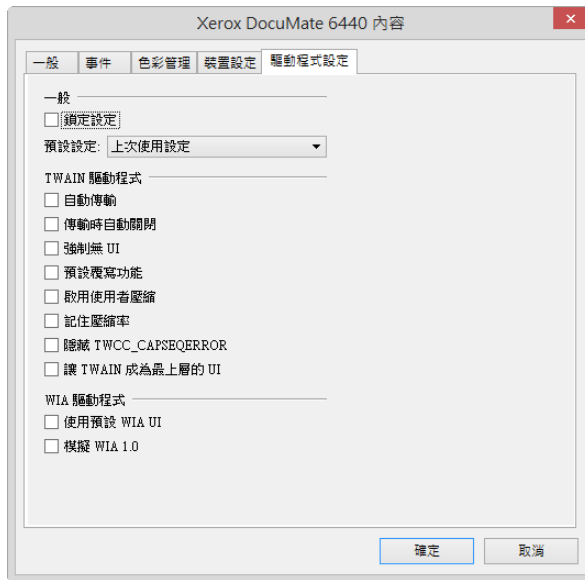 Xerox DocuMate 6440 內容
一般 事件 色彩管理 裝置設定 驅動程式設定
一般
鎖定設定
預設設定: 上次使用設定
TWAIN 驅動程式
自動傳輸
傳輸時自動關閉
強制無 UI
預設覆寫功能
啟用使用者壓縮
記住壓縮率
隱藏 TWCC_CAPSEQERROR
讓 TWAIN 成為最上層的 UI
WIA 驅動程式
使用預設 WIA UI
模擬 WIA 1.0
確定 取消